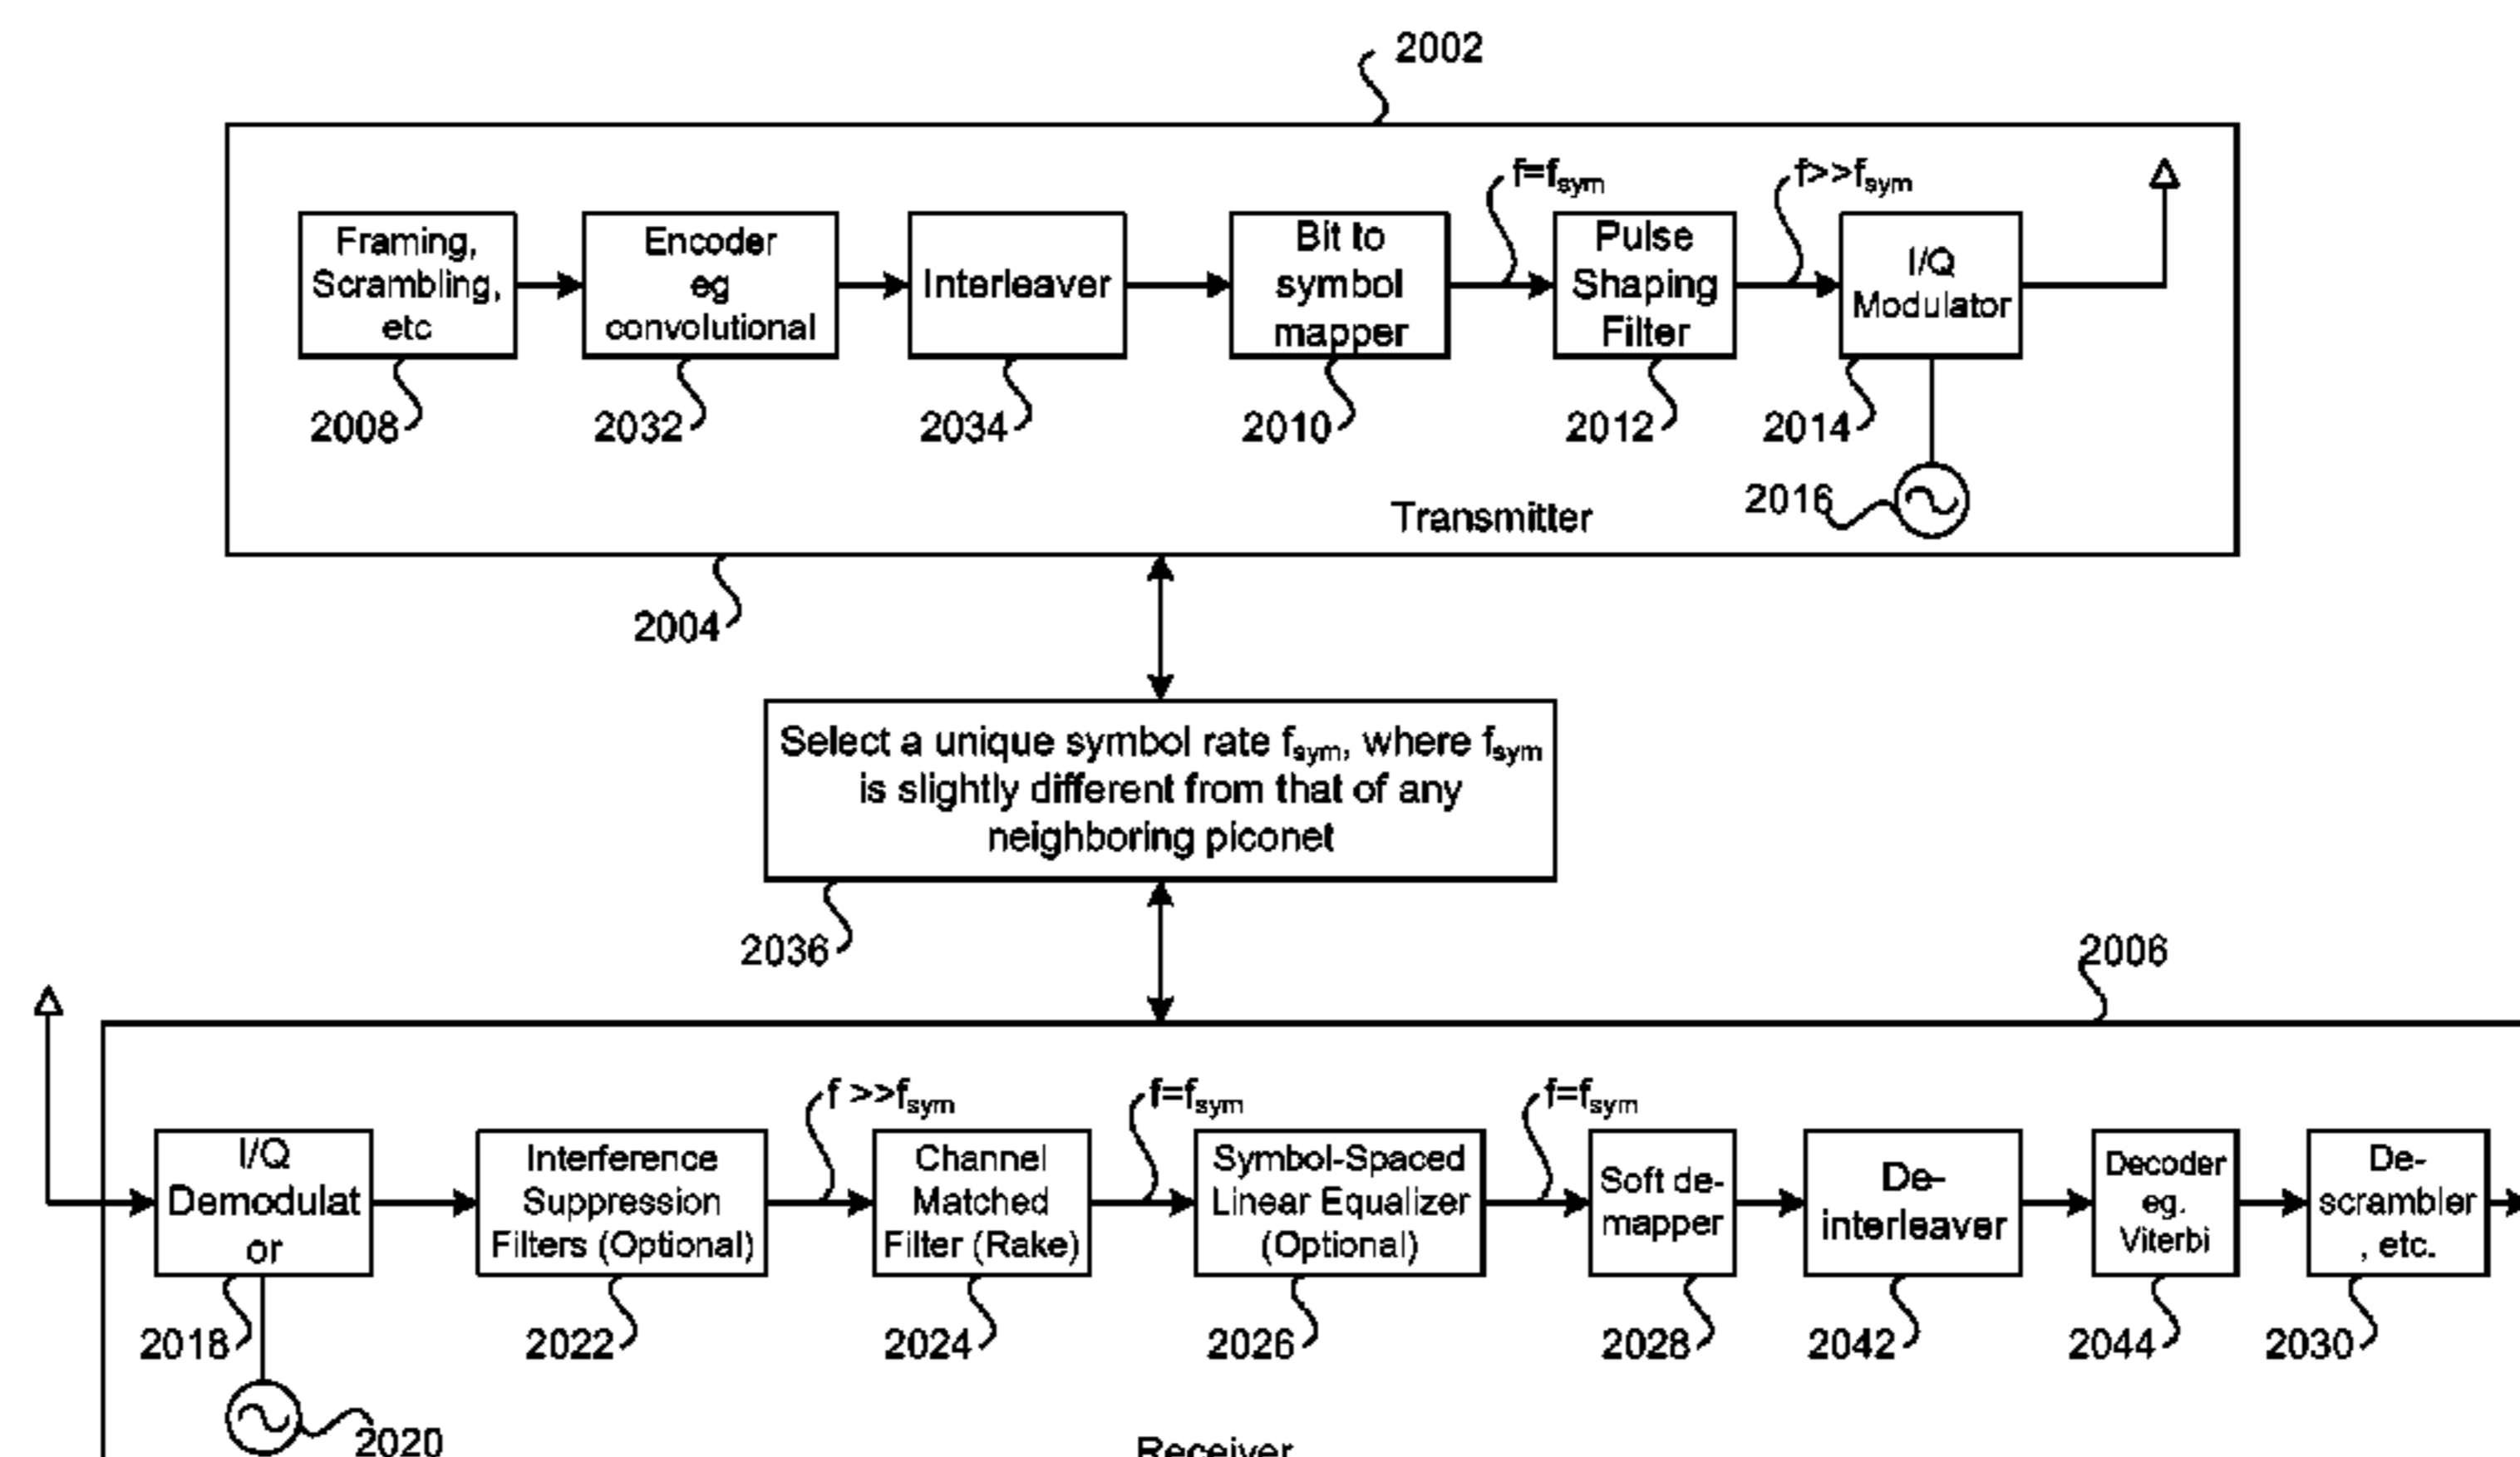 2002
f=fsym
f>>fsym
Framing,
Scrambling,
etc
Encoder
eg
convolutional
Interleaver
Bit to
symbol
mapper
Pulse
Shaping
Filter
I/Q
Modulator
2008
2032
2034
2010
2012
2014
2016
Transmitter
2004
Select a unique symbol rate fsym, where fsym
is slightly different from that of any
neighboring piconet
2036
2006
f >>fsym
f=fsym
f=fsym
I/Q
Demodulat
or
Interference
Suppression
Filters (Optional)
Channel
Matched
Filter (Rake)
Symbol-Spaced
Linear Equalizer
(Optional)
Soft de-
mapper
De-
interleaver
Decoder
eg.
Viterbi
De-
scrambler
, etc.
2018
2022
2024
2026
2028
2042
2044
2030
2020
Receiver